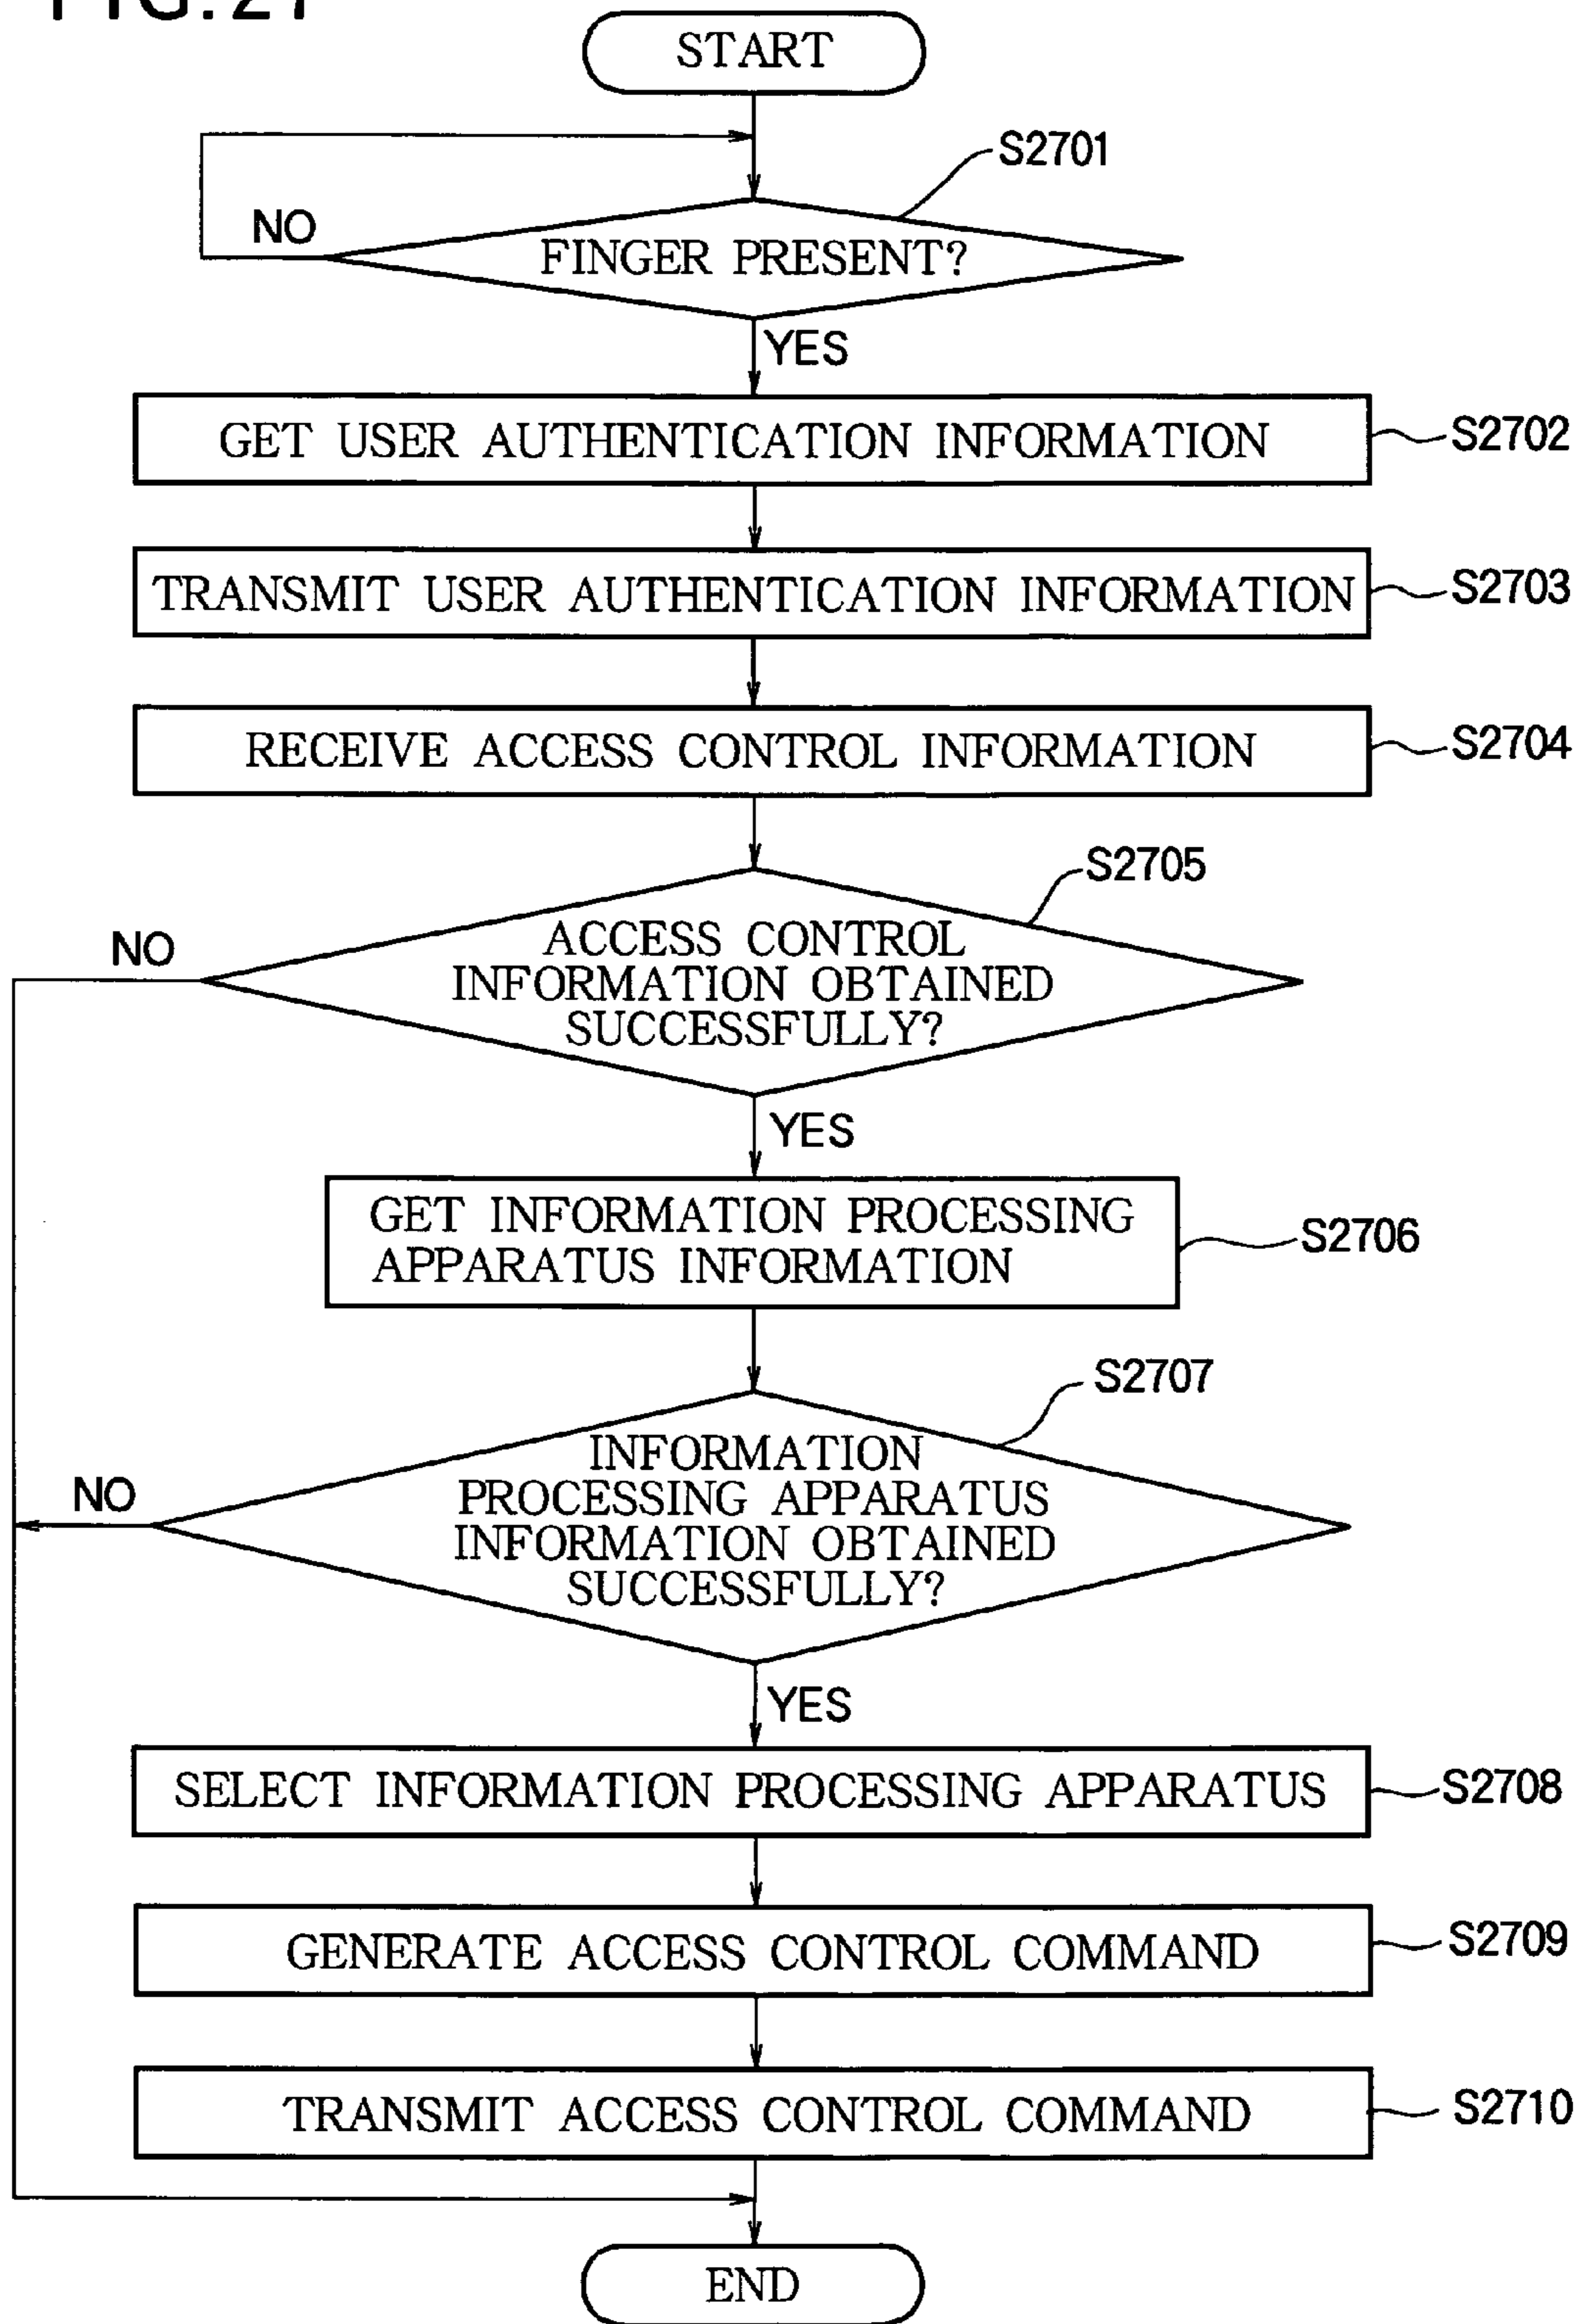 FIG. 27
START
S2701
NO
FINGER PRESENT?
YES
GET USER AUTHENTICATION INFORMATION
S2702
TRANSMIT USER AUTHENTICATION INFORMATION
S2703
RECEIVE ACCESS CONTROL INFORMATION
S2704
S2705
NO
ACCESS CONTROL
INFORMATION OBTAINED
SUCCESSFULLY?
YES
GET INFORMATION PROCESSING
APPARATUS INFORMATION
S2706
S2707
NO
INFORMATION
PROCESSING APPARATUS
INFORMATION OBTAINED
SUCCESSFULLY?
YES
SELECT INFORMATION PROCESSING APPARATUS
S2708
GENERATE ACCESS CONTROL COMMAND
S2709
TRANSMIT ACCESS CONTROL COMMAND
S2710
END